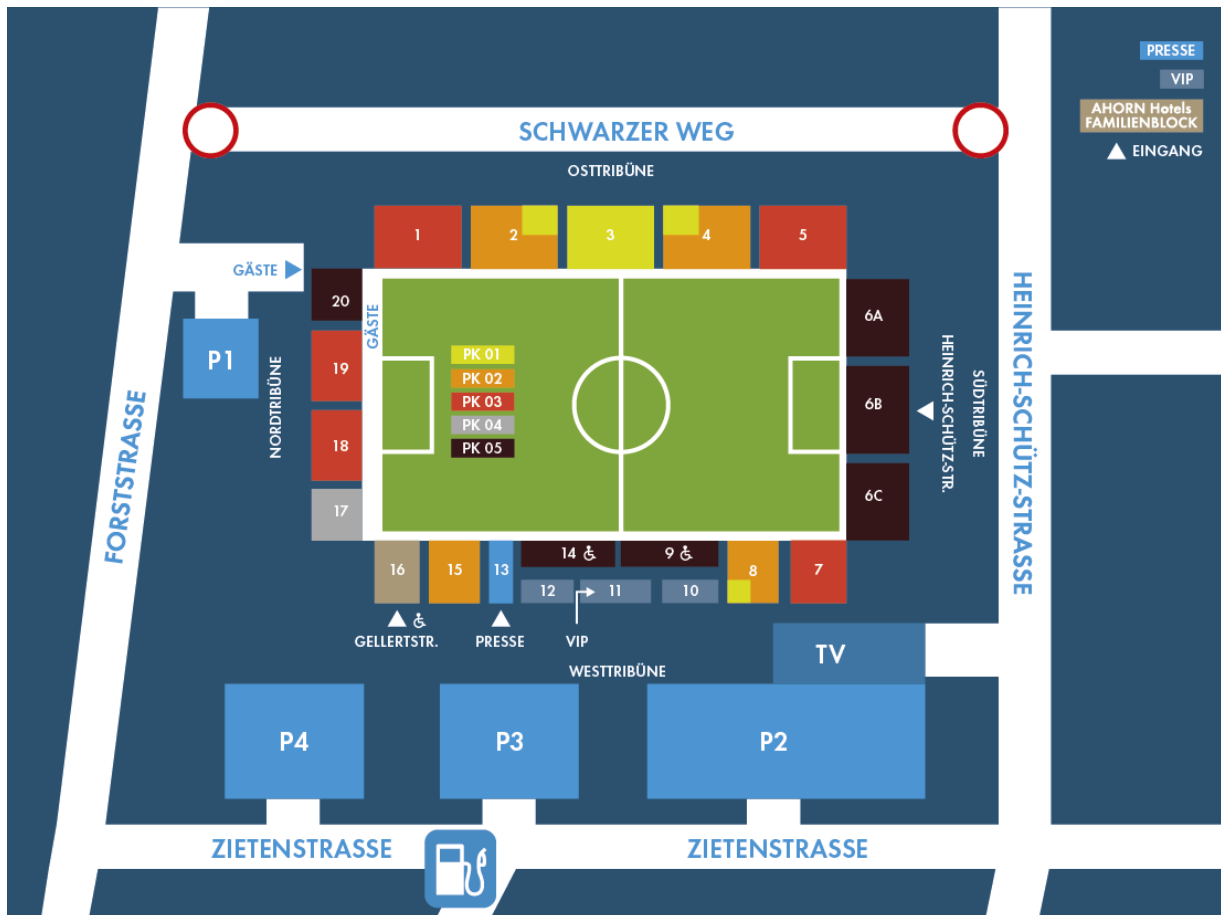 PRESSE
VIP
AHORN Hotels
FAMILIENBLOCK
EINGANG
SCHWARZER WEG
OSTTRIBÜNE
1
2
3
4
5
GÄSTE
20
19
18
17
P1
NORDTRIBÜNE
FORSTSTRASSE
GÄSTE
PK 01
PK 02
PK 03
PK 04
PK 05
6A
6B
6C
HEINRICH-SCHÜTZ-STR.
SÜDTRIBÜNE
HEINRICH-SCHÜTZ-STRASSE
16
15
13
14
9
8
7
12
11
10
GELLERTSTR.
PRESSE
VIP
WESTTRIBÜNE
TV
P4
P3
P2
ZIETENSTRASSE
ZIETENSTRASSE